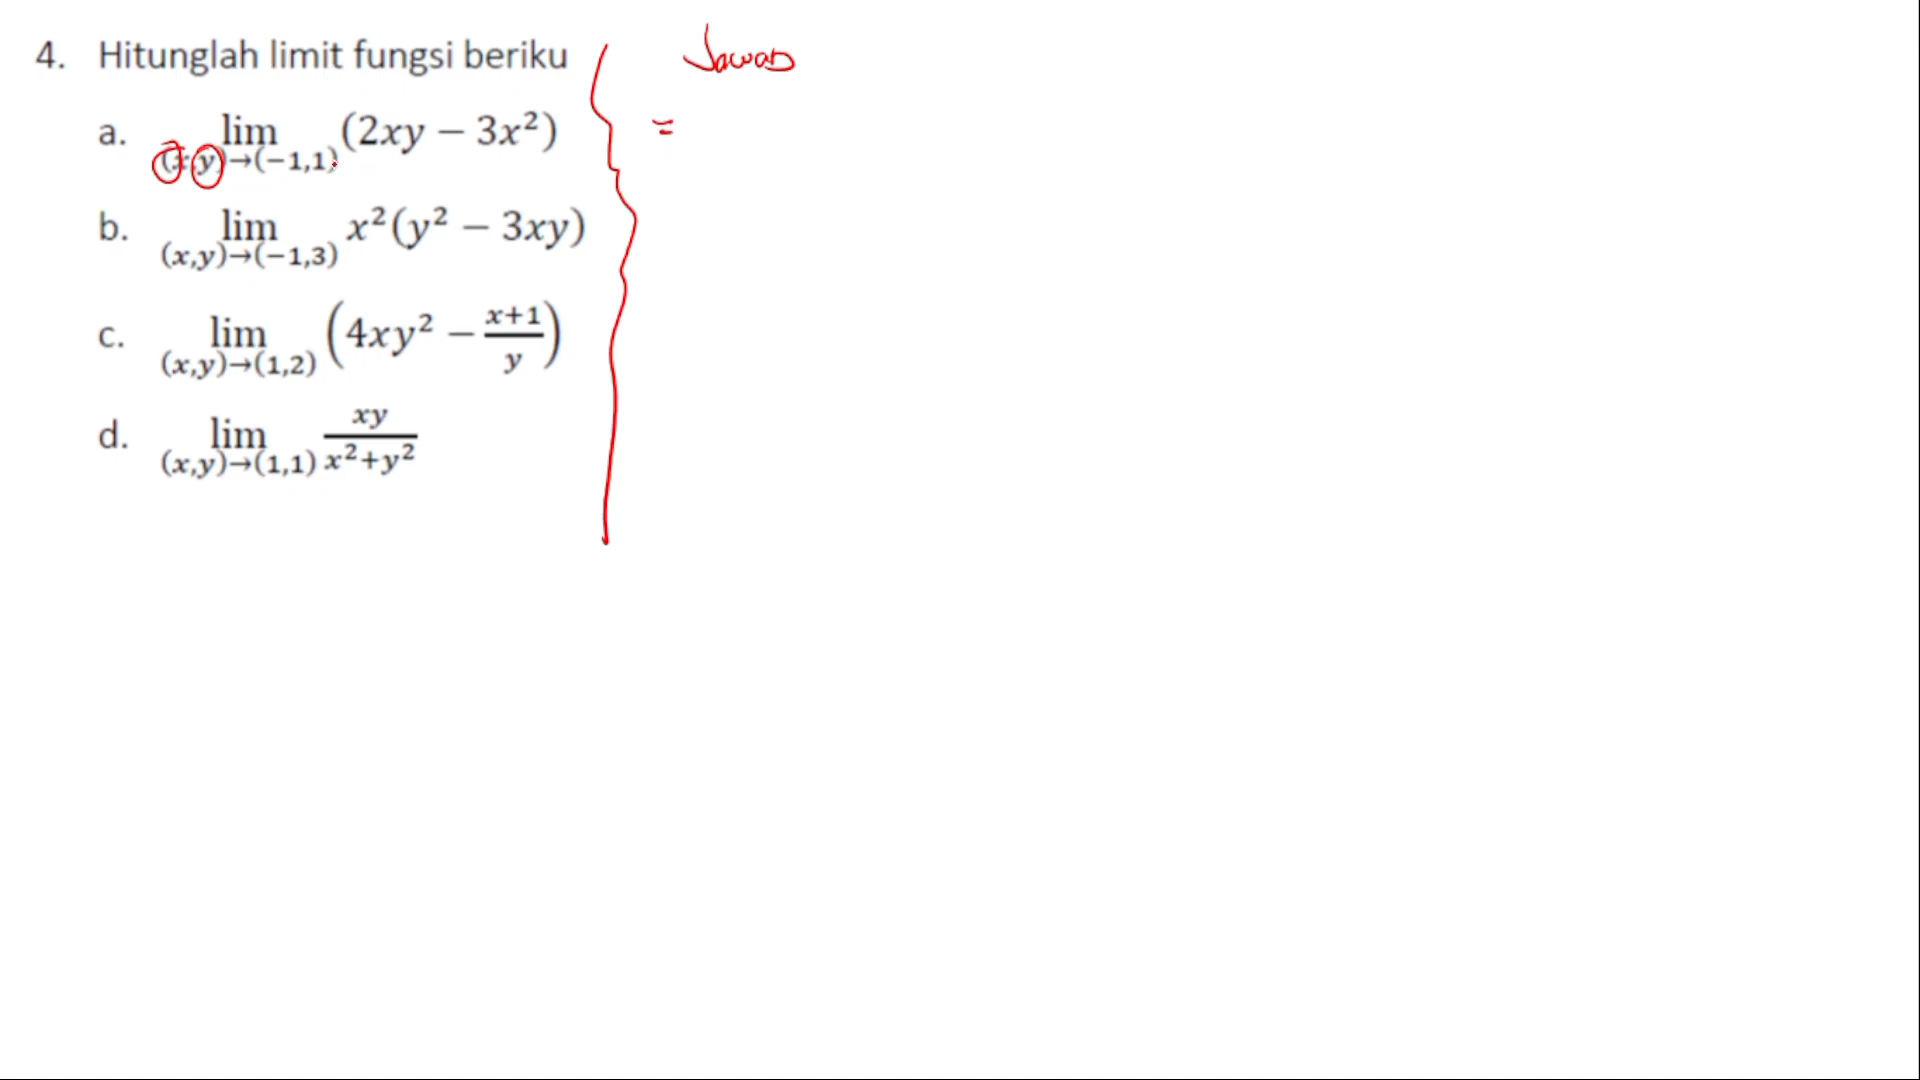 4. Hitunglah limit fungsi beriku
a. lim (x,y)→(−1,1) (2xy − 3x²)
b. lim (x,y)→(−1,3) x²(y² − 3xy)
c. lim (x,y)→(1,2) (4xy² − (x+1)/y)
d. lim (x,y)→(1,1) xy/(x²+y²)
Jawab
=